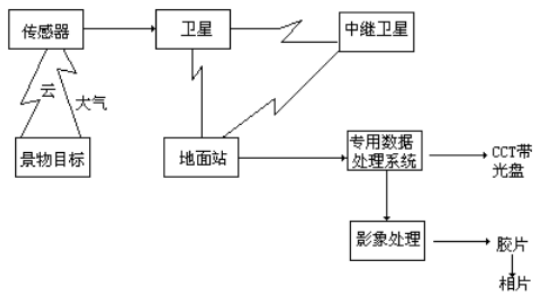 传感器
卫星
中继卫星
云
大气
景物目标
地面站
专用数据
处理系统
CCT带
光盘
影象处理
胶片
相片